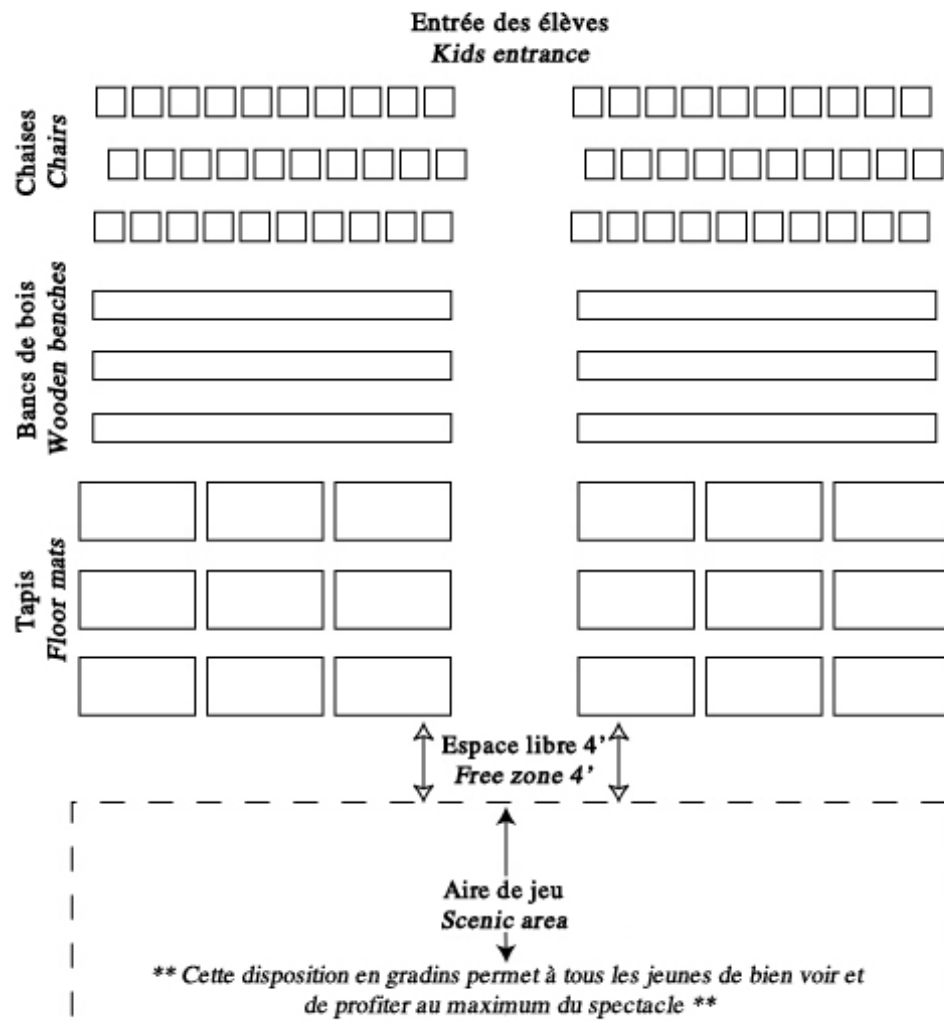 Entrée des élèves
Kids entrance
Chaises
Chairs
Bancs de bois
Wooden benches
Tapis
Floor mats
Espace libre 4'
Free zone 4'
Aire de jeu
Scenic area
** Cette disposition en gradins permet à tous les jeunes de bien voir et
de profiter au maximum du spectacle **